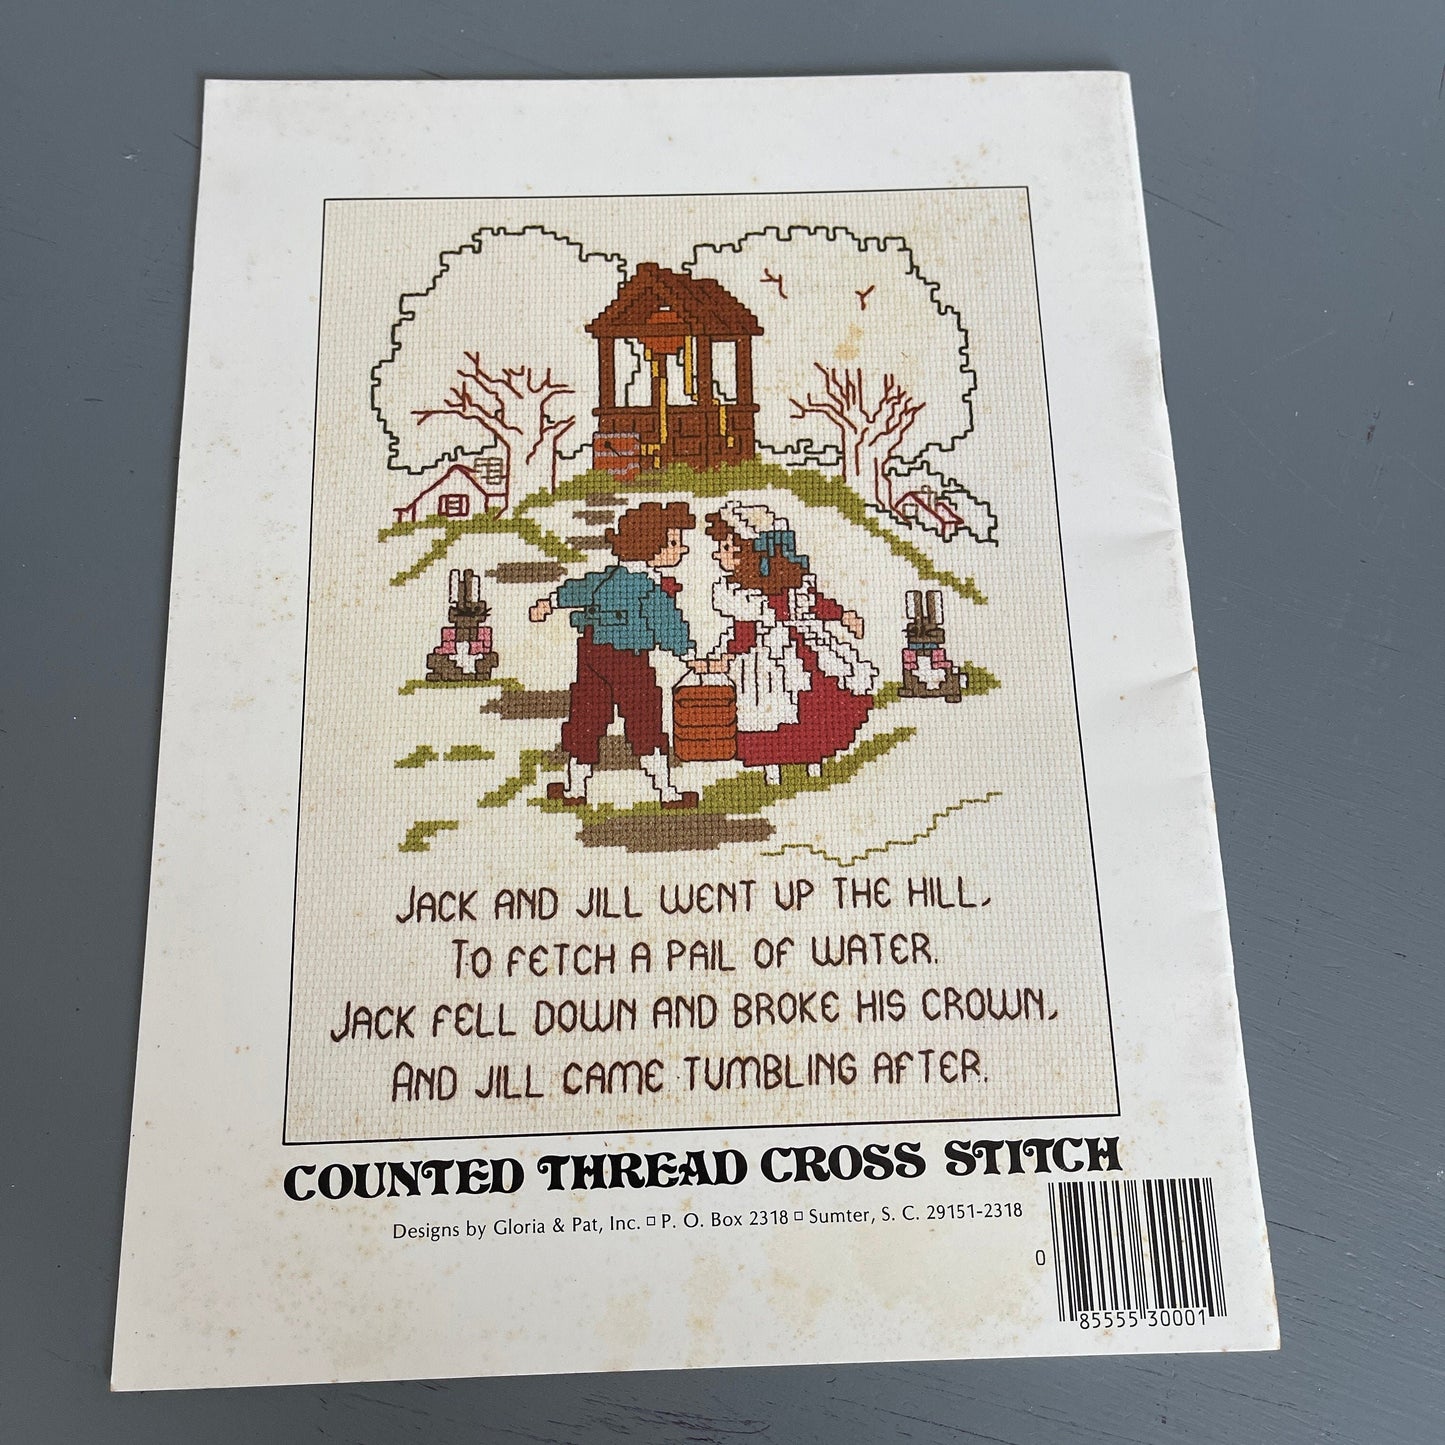 JACK AND JILL WENT UP THE HILL,
TO FETCH A PAIL OF WATER.
JACK FELL DOWN AND BROKE HIS CROWN,
AND JILL CAME TUMBLING AFTER.
COUNTED THREAD CROSS STITCH
Designs by Gloria & Pat, Inc. □ P. O. Box 2318 □ Sumter, S. C. 29151-2318
0 85555 30001